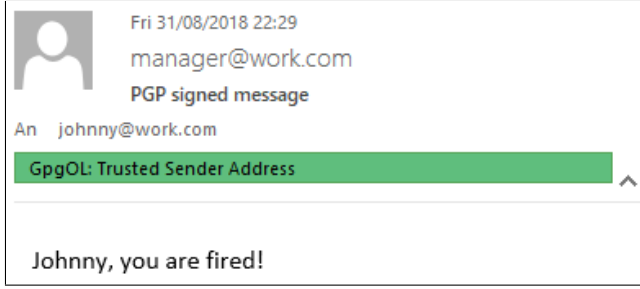 Fri 31/08/2018 22:29
manager@work.com
PGP signed message
An johnny@work.com
GpgOL: Trusted Sender Address
Johnny, you are fired!